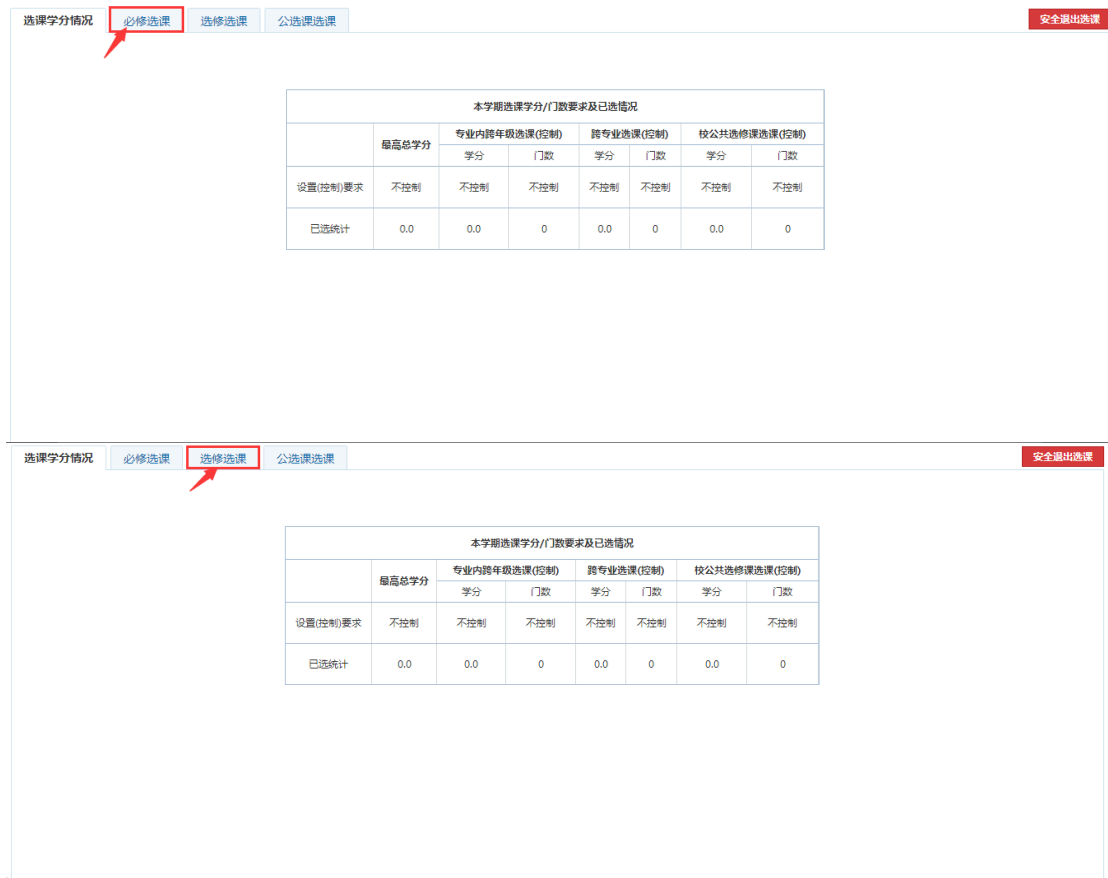 选课学分情况 必修选课 选修选课 公选课选课 安全退出选课
本学期选课学分/门数要求及已选情况
最高总学分 专业内跨年级选课(控制) 跨专业选课(控制) 校公共选修课选课(控制)
学分 门数 学分 门数 学分 门数
设置(控制)要求 不控制 不控制 不控制 不控制 不控制 不控制 不控制
已选统计 0.0 0.0 0 0.0 0 0.0 0
选课学分情况 必修选课 选修选课 公选课选课 安全退出选课
本学期选课学分/门数要求及已选情况
最高总学分 专业内跨年级选课(控制) 跨专业选课(控制) 校公共选修课选课(控制)
学分 门数 学分 门数 学分 门数
设置(控制)要求 不控制 不控制 不控制 不控制 不控制 不控制 不控制
已选统计 0.0 0.0 0 0.0 0 0.0 0